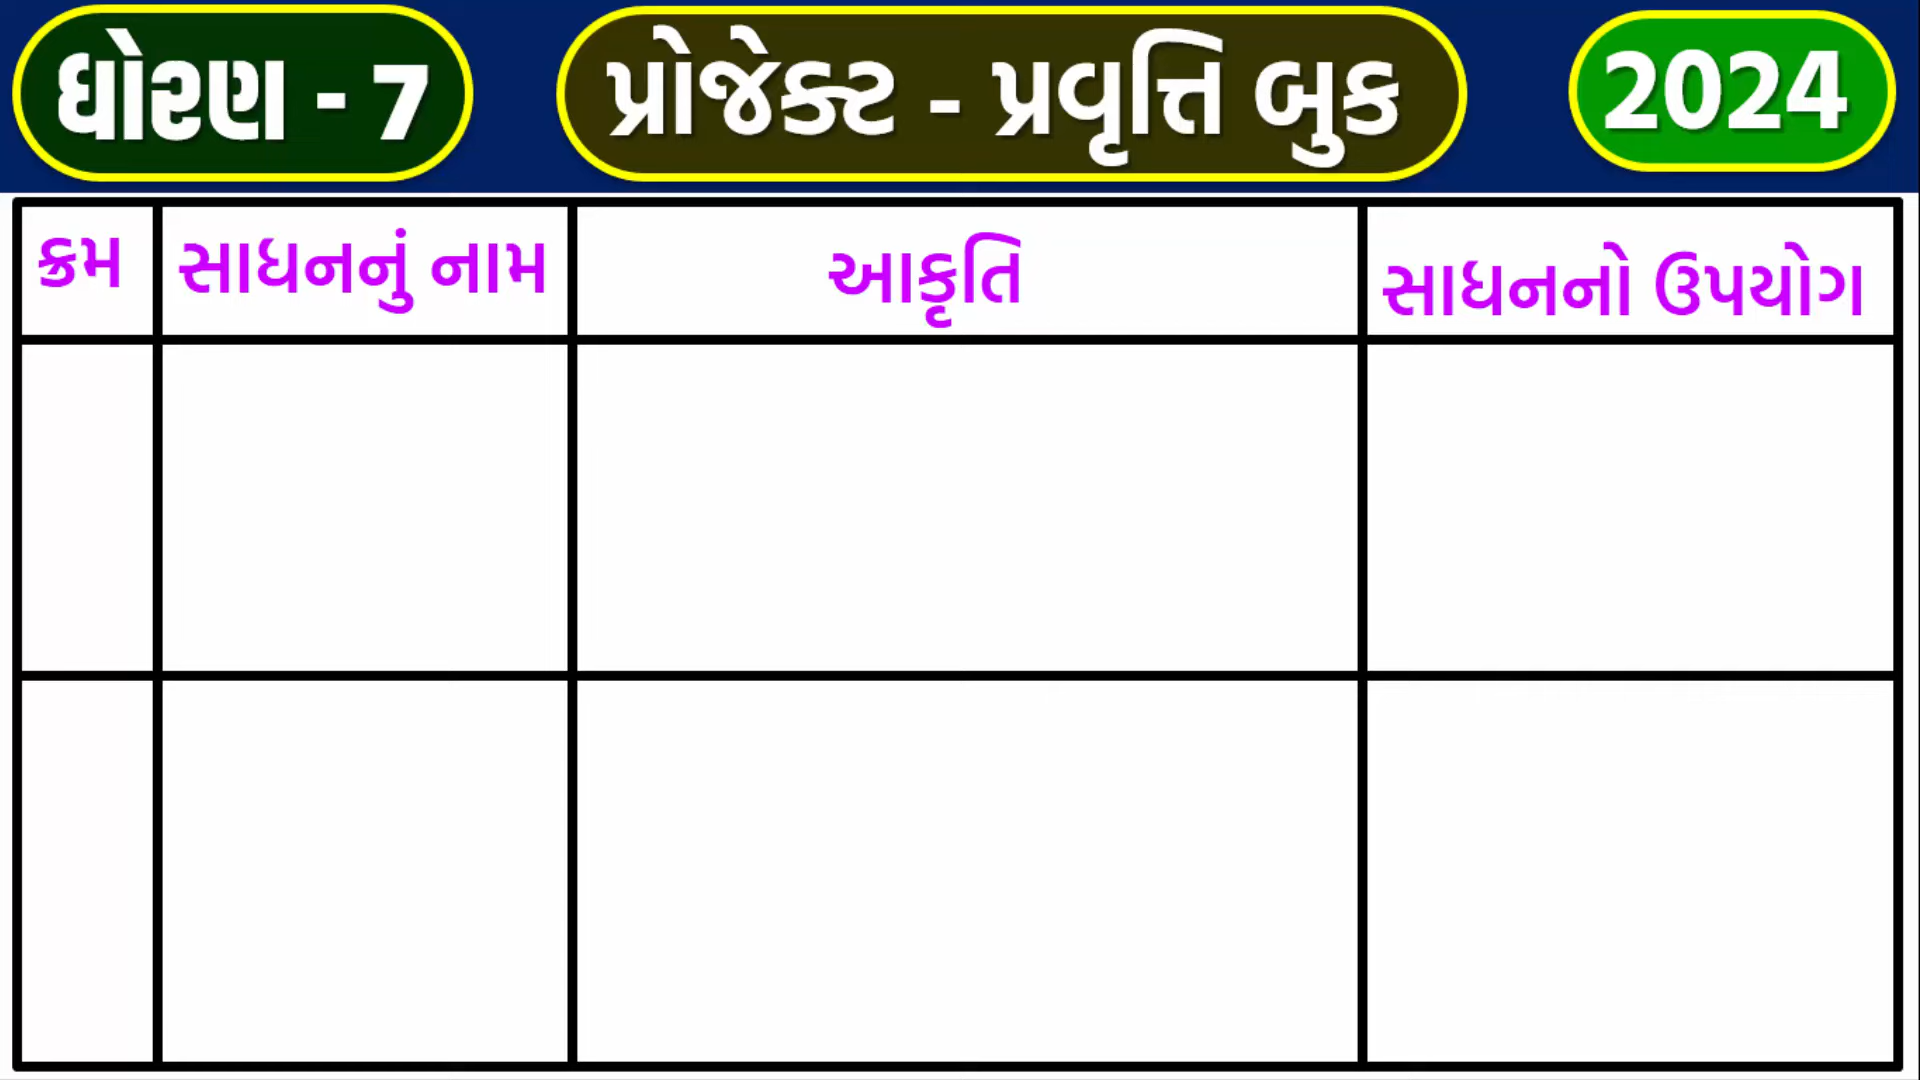 ધોરણ - 7
પ્રોજેક્ટ - પ્રવૃત્તિ બુક
2024
ક્રમ
સાધનનું નામ
આકૃતિ
સાધનનો ઉપયોગ